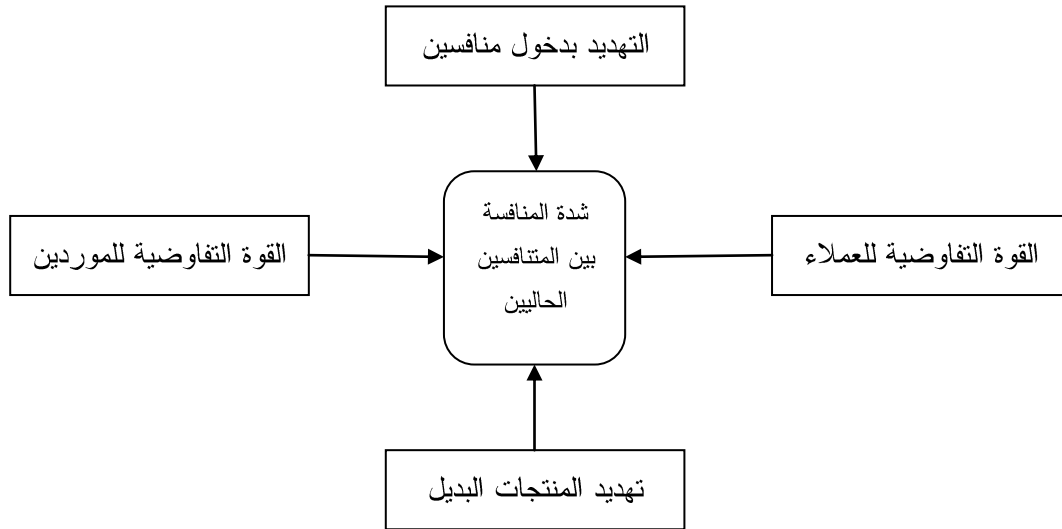 التهديد بدخول منافسين
شدة المنافسة
بين المتنافسين
الحاليين
القوة التفاوضية للعملاء
القوة التفاوضية للموردين
تهديد المنتجات البديل